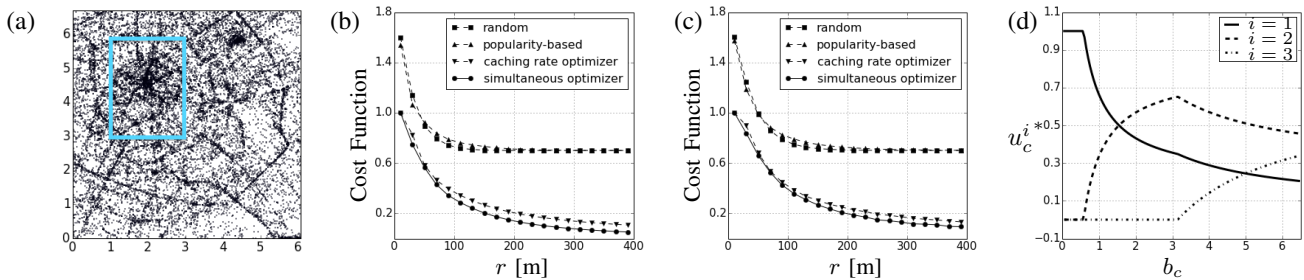 (a)
6
5
4
3
2
1
0
0 1 2 3 4 5 6
(b)
Cost Function
1.8
1.4
1.0
0.6
0.2
random
popularity-based
caching rate optimizer
simultaneous optimizer
0 100 200 300 400
r [m]
(c)
Cost Function
1.8
1.4
1.0
0.6
0.2
random
popularity-based
caching rate optimizer
simultaneous optimizer
0 100 200 300 400
r [m]
(d)
u_c^{i*}
1.1
0.9
0.7
0.5
0.3
0.1
−0.1
i = 1
i = 2
i = 3
0 1 2 3 4 5 6
b_c